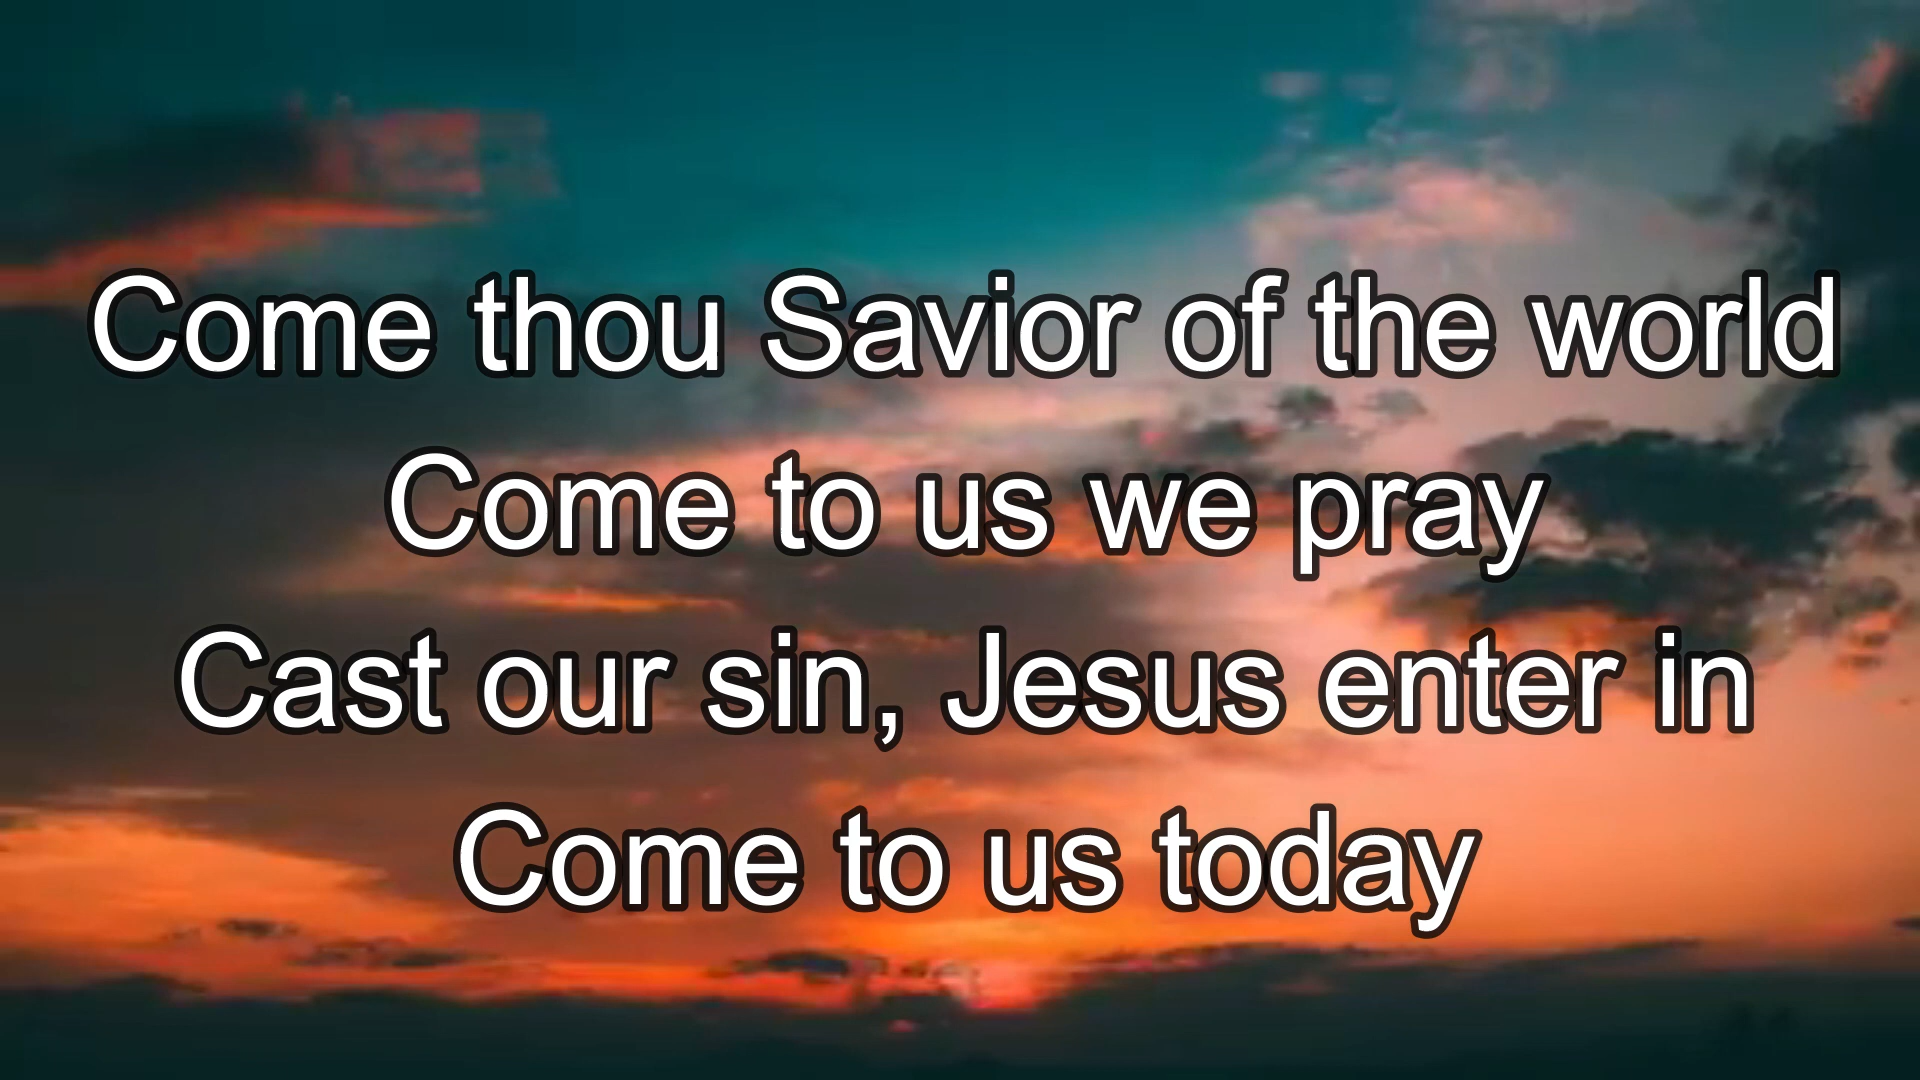 Come thou Savior of the world
Come to us we pray
Cast our sin, Jesus enter in
Come to us today